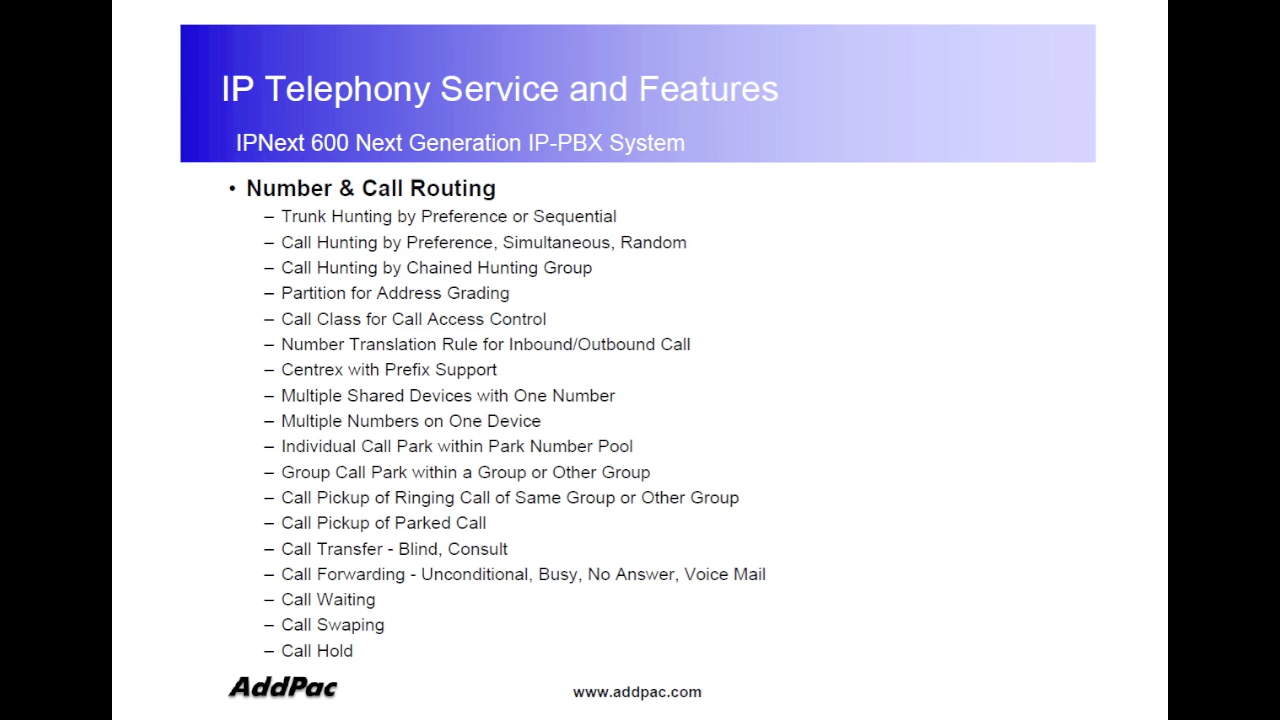 IP Telephony Service and Features
IPNext 600 Next Generation IP-PBX System
• Number & Call Routing
– Trunk Hunting by Preference or Sequential
– Call Hunting by Preference, Simultaneous, Random
– Call Hunting by Chained Hunting Group
– Partition for Address Grading
– Call Class for Call Access Control
– Number Translation Rule for Inbound/Outbound Call
– Centrex with Prefix Support
– Multiple Shared Devices with One Number
– Multiple Numbers on One Device
– Individual Call Park within Park Number Pool
– Group Call Park within a Group or Other Group
– Call Pickup of Ringing Call of Same Group or Other Group
– Call Pickup of Parked Call
– Call Transfer - Blind, Consult
– Call Forwarding - Unconditional, Busy, No Answer, Voice Mail
– Call Waiting
– Call Swaping
– Call Hold
AddPac
www.addpac.com